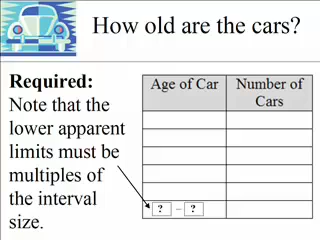 How old are the cars?
Required:
Note that the
lower apparent
limits must be
multiples of
the interval
size.
Age of Car
Number of
Cars
? – ?